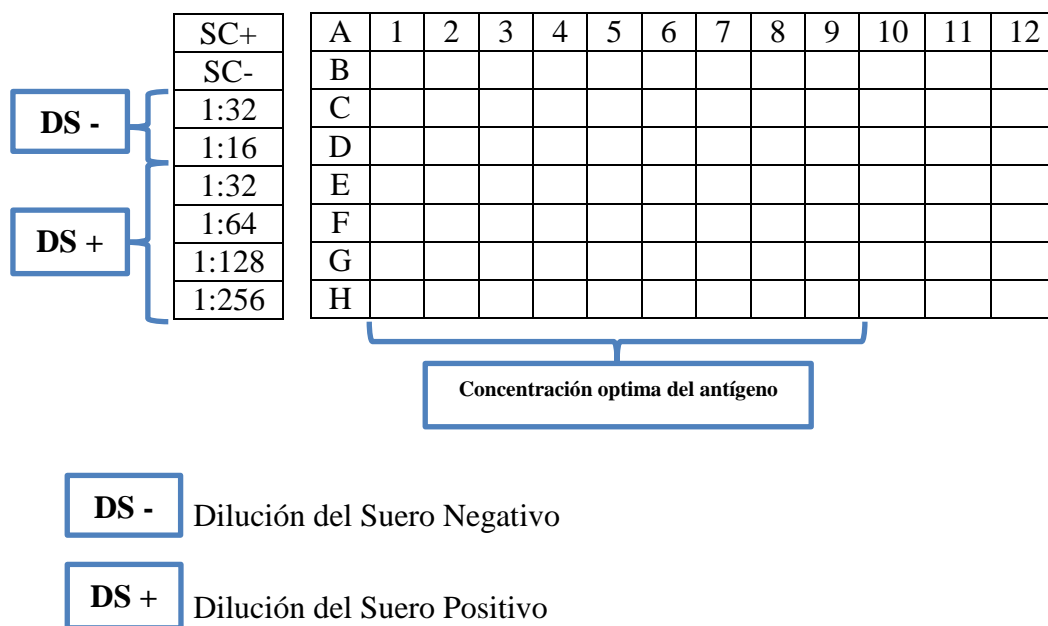 SC+ A 1 2 3 4 5 6 7 8 9 10 11 12
SC- B
DS - 1:32 C
1:16 D
1:32 E
DS + 1:64 F
1:128 G
1:256 H
Concentración optima del antígeno
DS - Dilución del Suero Negativo
DS + Dilución del Suero Positivo